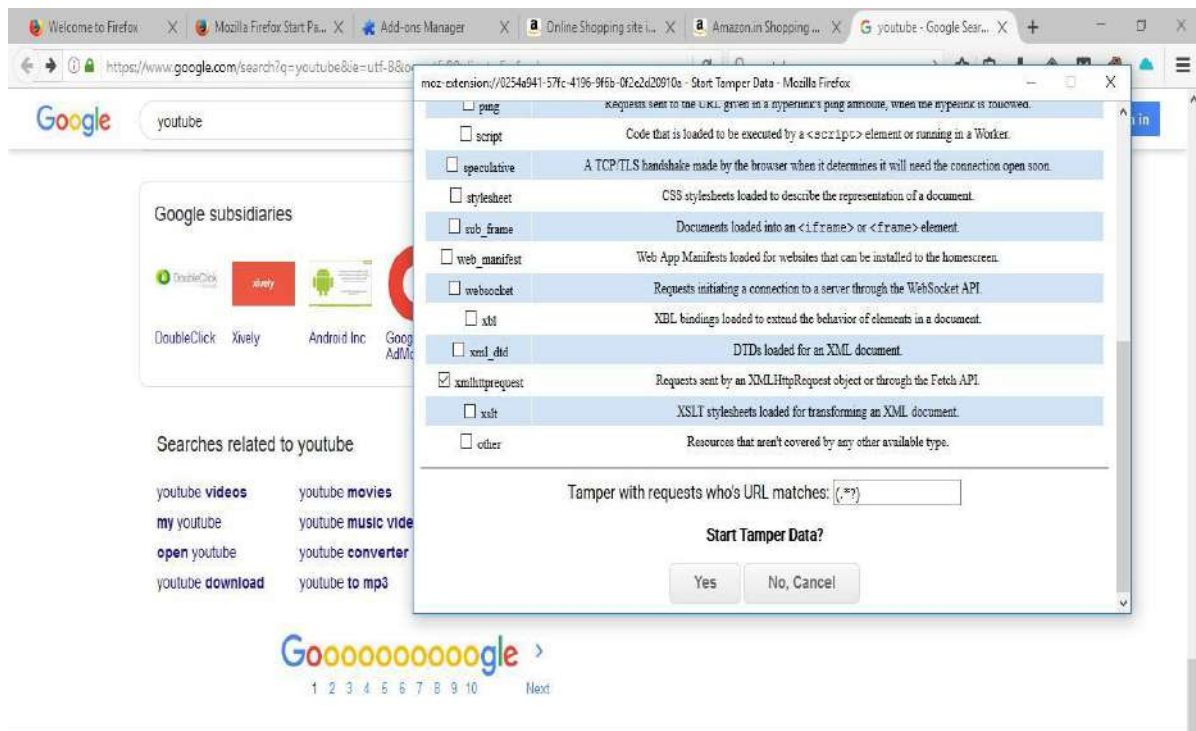 Welcome to Firefox
Mozilla Firefox Start Pa...
Add-ons Manager
Online Shopping site i...
Amazon.in Shopping ...
youtube - Google Sear...
https://www.google.com/search?q=youtube&ie=utf-8&
moz-extension://0254a941-57fc-4196-9f6b-0f2e2d20910a - Start Tamper Data - Mozilla Firefox
Google
youtube
in
ping Requests sent to the URL given in a hyperlink's ping attribute, when the hyperlink is followed.
script Code that is loaded to be executed by a <script> element or running in a Worker.
speculative A TCP/TLS handshake made by the browser when it determines it will need the connection open soon.
stylesheet CSS stylesheets loaded to describe the representation of a document.
sub_frame Documents loaded into an <iframe> or <frame> element.
web_manifest Web App Manifests loaded for websites that can be installed to the homescreen.
websocket Requests initiating a connection to a server through the WebSocket API.
xbl XBL bindings loaded to extend the behavior of elements in a document.
xml_dtd DTDs loaded for an XML document.
xmlhttprequest Requests sent by an XMLHttpRequest object or through the Fetch API.
xslt XSLT stylesheets loaded for transforming an XML document.
other Resources that aren't covered by any other available type.
Tamper with requests who's URL matches: (.*?)
Start Tamper Data?
Yes No, Cancel
Google subsidiaries
DoubleClick xively
DoubleClick Xively Android Inc Goog
AdMo
Searches related to youtube
youtube videos youtube movies
my youtube youtube music vide
open youtube youtube converter
youtube download youtube to mp3
Goooooooooogle >
1 2 3 4 5 6 7 8 9 10 Next